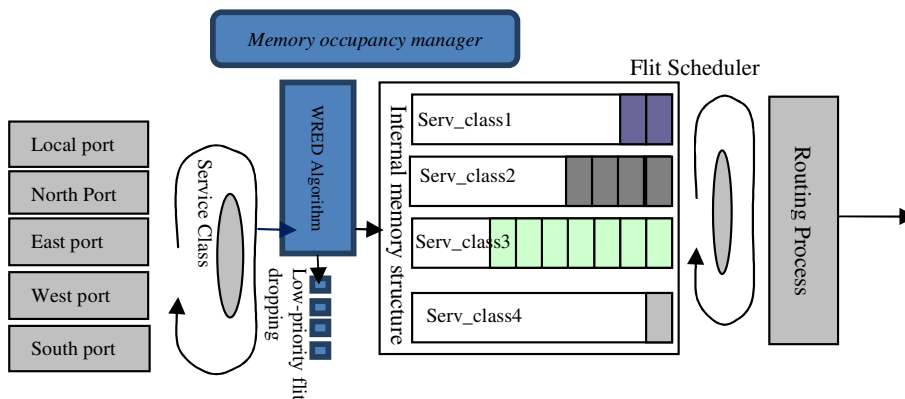 Memory occupancy manager
Flit Scheduler
Local port
North Port
East port
West port
South port
Service Class
WRED Algorithm
Low-priority flit
dropping
Internal memory structure
Serv_class1
Serv_class2
Serv_class3
Serv_class4
Routing Process